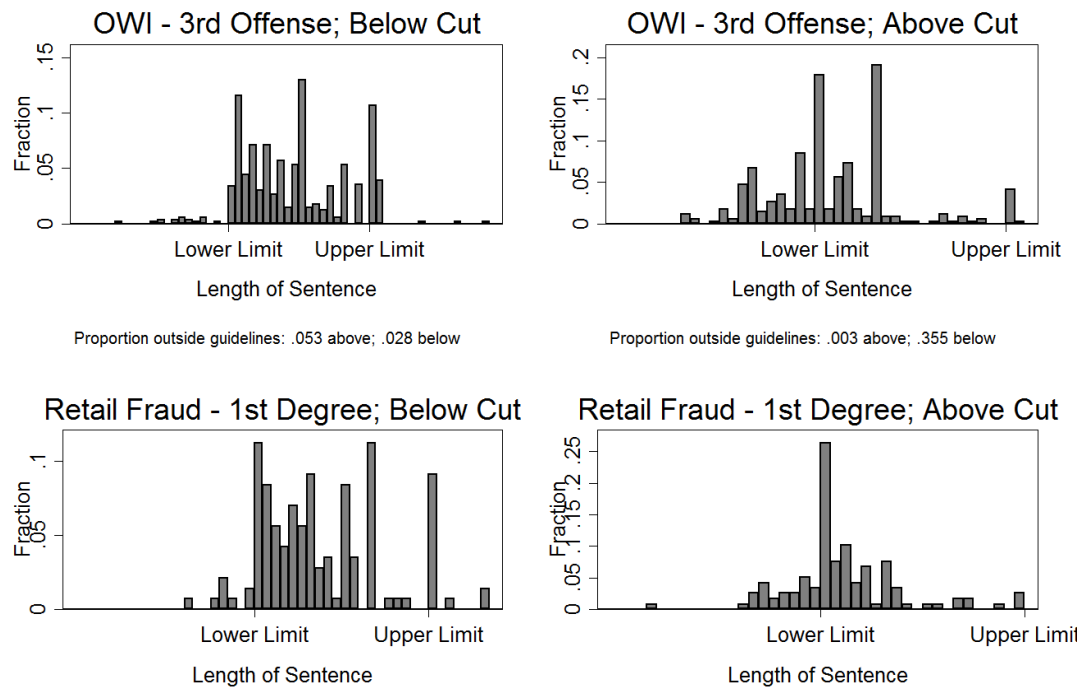 OWI - 3rd Offense; Below Cut
.15
.1
.05
0
Fraction
Lower Limit Upper Limit
Length of Sentence
Proportion outside guidelines: .053 above; .028 below
OWI - 3rd Offense; Above Cut
.2
.15
.1
.05
0
Fraction
Lower Limit Upper Limit
Length of Sentence
Proportion outside guidelines: .003 above; .355 below
Retail Fraud - 1st Degree; Below Cut
.1
.05
0
Fraction
Lower Limit Upper Limit
Length of Sentence
Retail Fraud - 1st Degree; Above Cut
.25
.2
.15
.1
.05
0
Fraction
Lower Limit Upper Limit
Length of Sentence